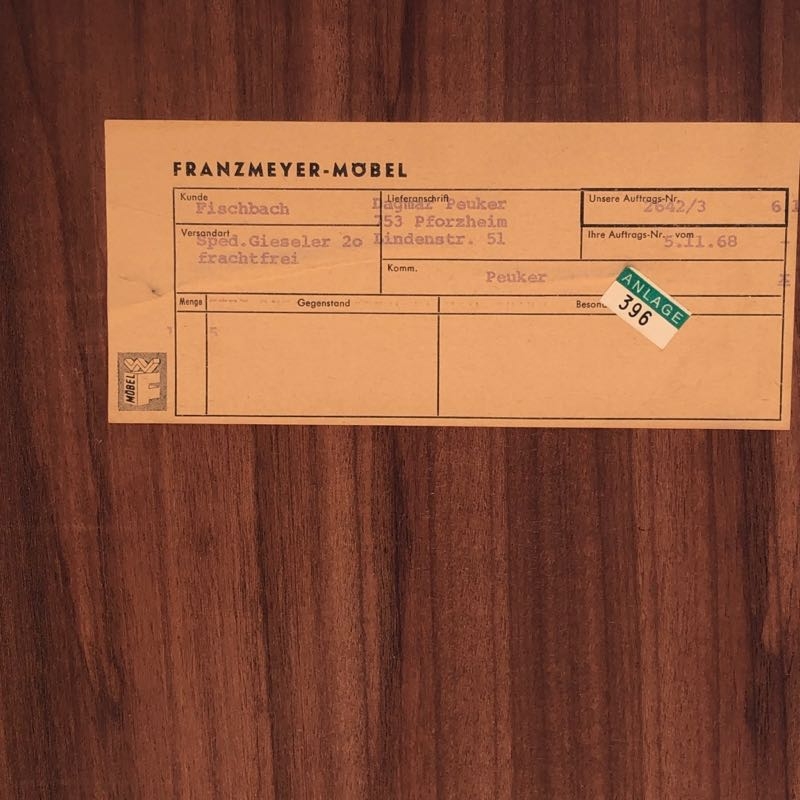 FRANZMEYER-MÖBEL
Kunde
Fischbach
Lieferanschrift
Dagmar Peuker
753 Pforzheim
Lindenstr. 51
Unsere Auftrags-Nr.
2642/3 6
Versandart
Sped.Gieseler 2o
frachtfrei
Ihre Auftrags-Nr. vom
5.11.68
Komm.
Peuker
ANLAGE
396
Menge
Gegenstand
MÖBEL